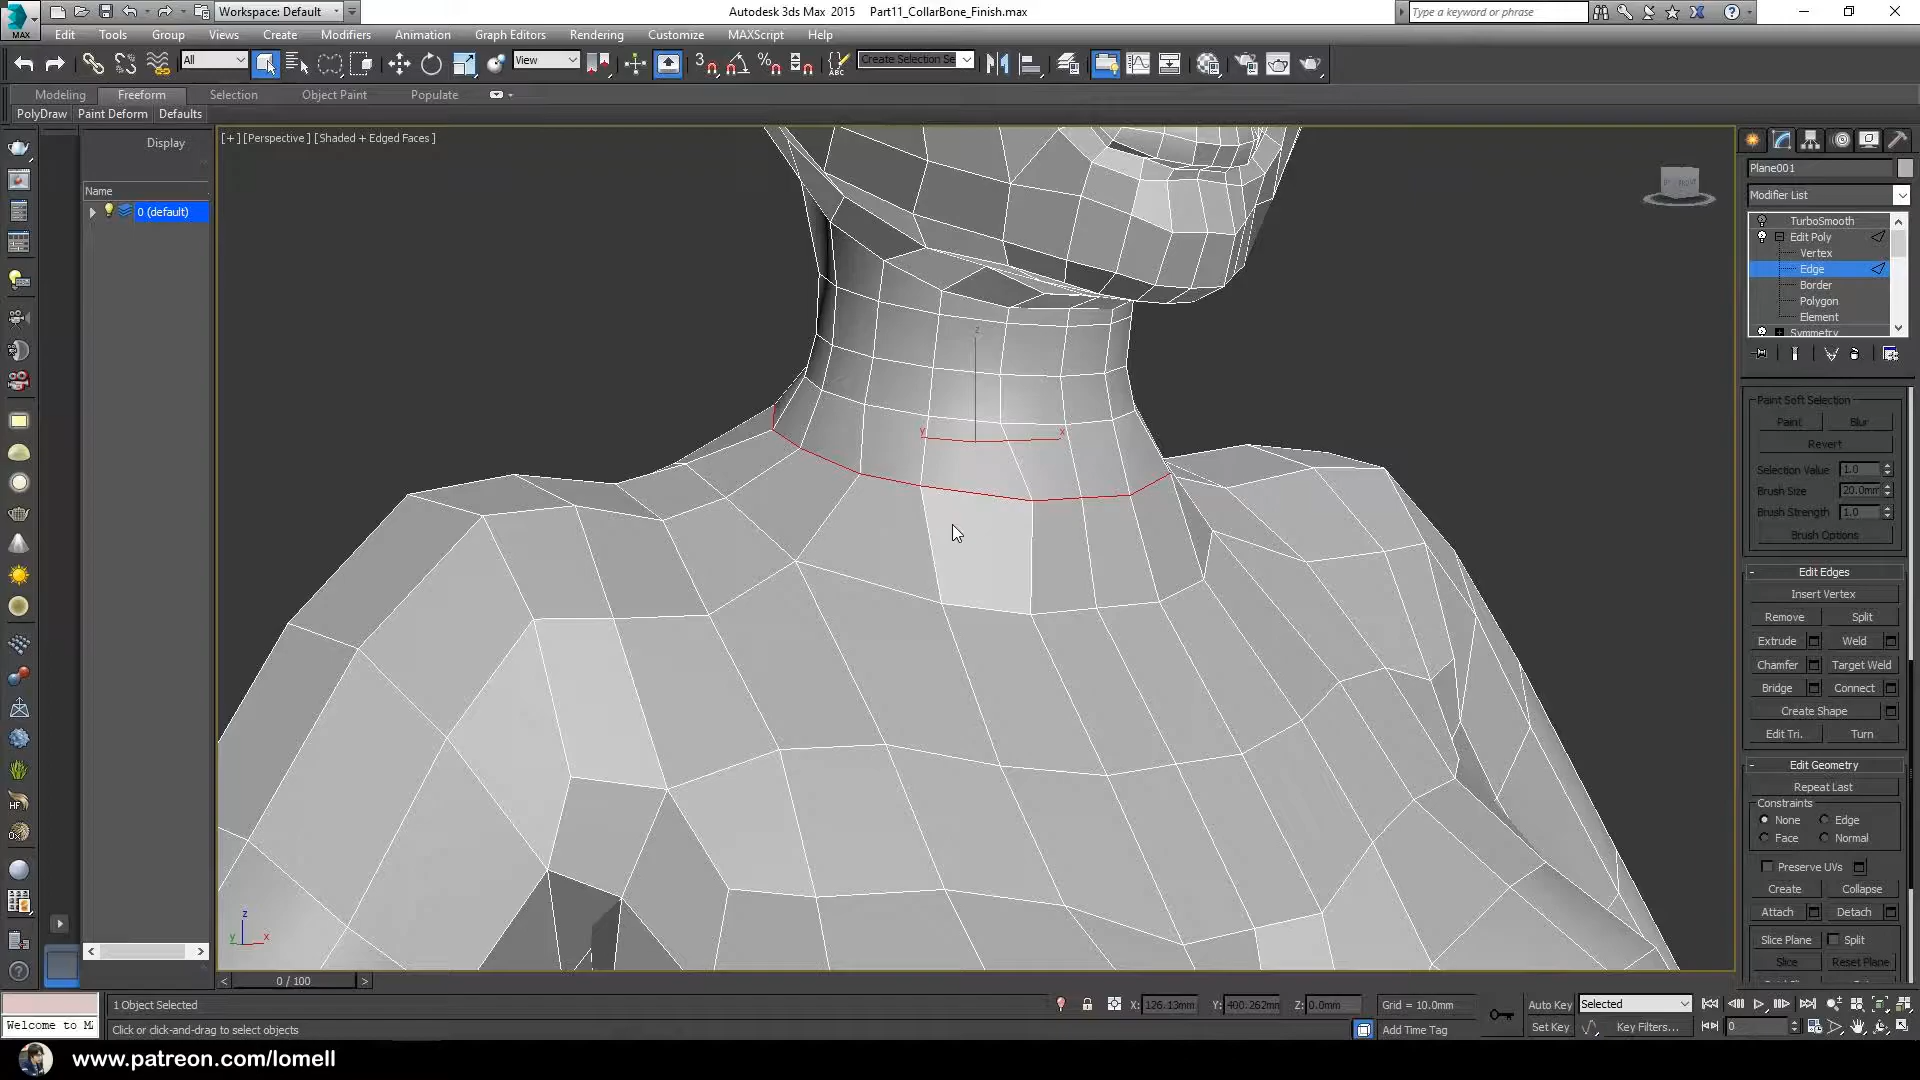 Workspace: Default
Autodesk 3ds Max 2015 Part11_CollarBone_Finish.max
Type a keyword or phrase
MAX
Edit Tools Group Views Create Modifiers Animation Graph Editors Rendering Customize MAXScript Help
All
View
Create Selection Se
Modeling Freeform Selection Object Paint Populate
PolyDraw Paint Deform Defaults
Display
Name
0 (default)
[+] [Perspective ] [Shaded + Edged Faces ]
FRONT
z
y x
Plane001
Modifier List
TurboSmooth
Edit Poly
Vertex
Edge
Border
Polygon
Element
Symmetry
Paint Soft Selection
Paint Blur
Revert
Selection Value 1.0
Brush Size 20.0mm
Brush Strength 1.0
Brush Options
- Edit Edges
Insert Vertex
Remove Split
Extrude Weld
Chamfer Target Weld
Bridge Connect
Create Shape
Edit Tri. Turn
- Edit Geometry
Repeat Last
Constraints
None Edge
Face Normal
Preserve UVs
Create Collapse
Attach Detach
Slice Plane Split
Slice Reset Plane
z
y x
< 0 / 100 >
1 Object Selected
X: 126.13mm Y: 400.262mm Z: 0.0mm Grid = 10.0mm
Auto Key Selected
Welcome to M
Click or click-and-drag to select objects
Add Time Tag
Set Key Key Filters...
0
www.patreon.com/lomell